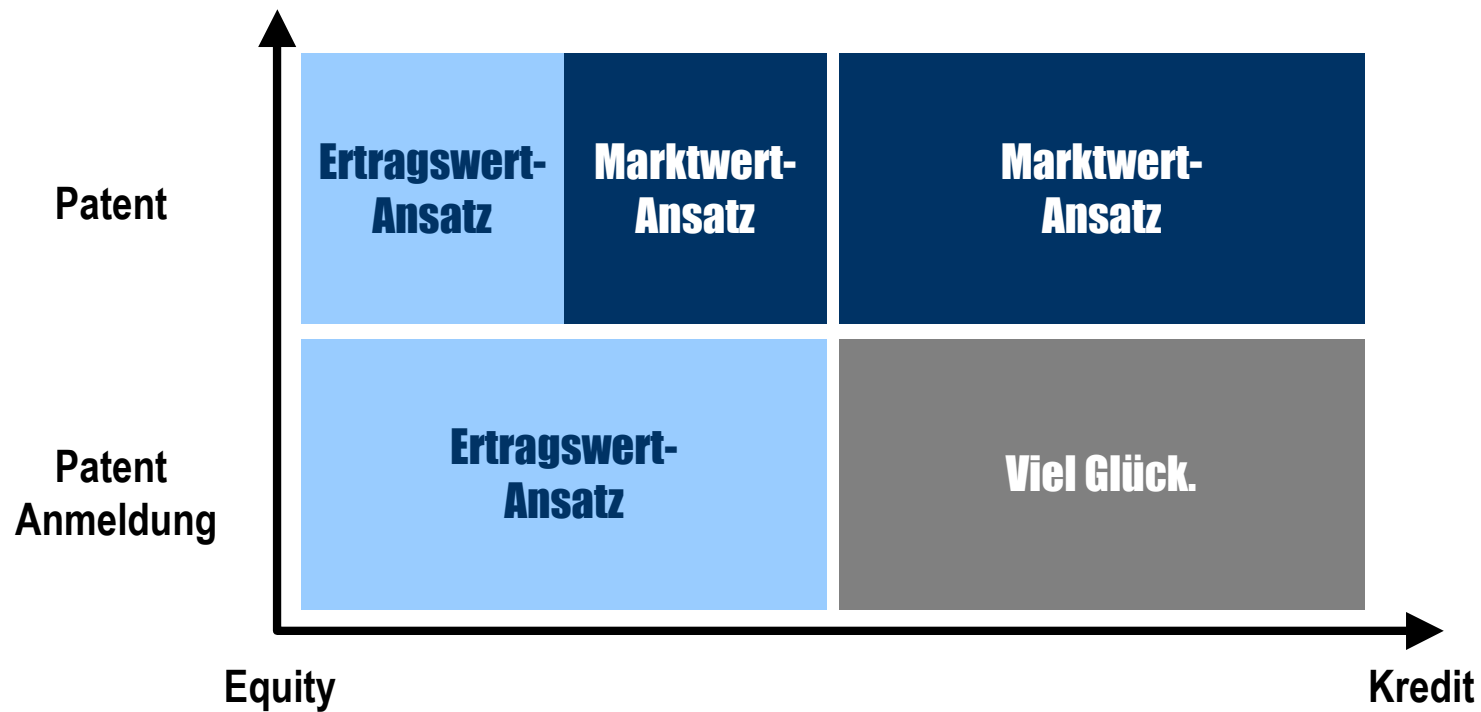 Patent
Ertragswert-
Ansatz
Marktwert-
Ansatz
Marktwert-
Ansatz
Patent
Anmeldung
Ertragswert-
Ansatz
Viel Glück.
Equity
Kredit